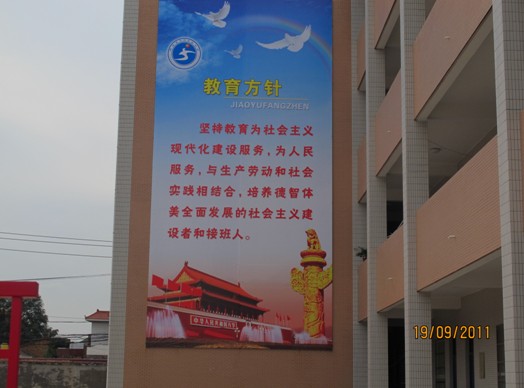 教育方针
JIAOYUFANGZHEN
坚持教育为社会主义
现代化建设服务，为人民
服务，与生产劳动和社会
实践相结合，培养德智体
美全面发展的社会主义建
设者和接班人。
19/09/2011